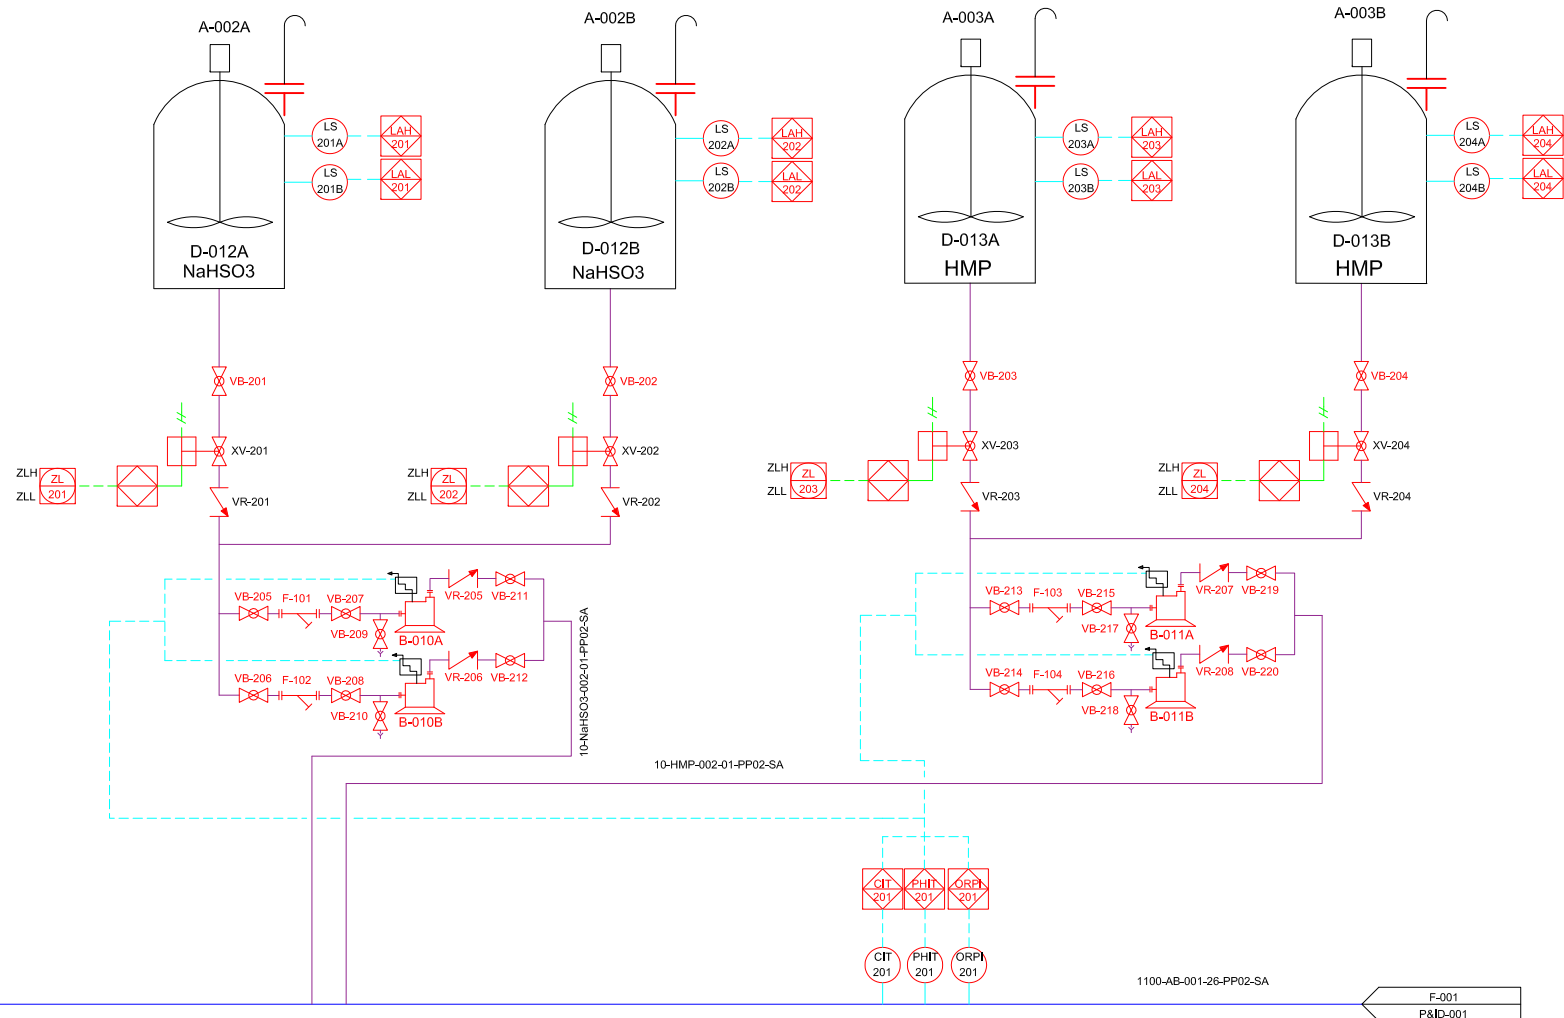 A-002A
A-002B
A-003A
A-003B
LS
201A
LAH
201
LS
201B
LAL
201
LS
202A
LAH
202
LS
202B
LAL
202
LS
203A
LAH
203
LS
203B
LAL
203
LS
204A
LAH
204
LS
204B
LAL
204
D-012A
NaHSO3
D-012B
NaHSO3
D-013A
HMP
D-013B
HMP
VB-201
VB-202
VB-203
VB-204
XV-201
XV-202
XV-203
XV-204
ZLH
ZLL
ZL
201
ZLH
ZLL
ZL
202
ZLH
ZLL
ZL
203
ZLH
ZLL
ZL
204
VR-201
VR-202
VR-203
VR-204
VB-205
F-101
VB-207
VB-209
B-010A
VR-205
VB-211
VB-206
F-102
VB-208
VB-210
B-010B
VR-206
VB-212
10-NaHSO3-002-01-PP02-SA
VB-213
F-103
VB-215
VB-217
B-011A
VR-207
VB-219
VB-214
F-104
VB-216
VB-218
B-011B
VR-208
VB-220
10-HMP-002-01-PP02-SA
CIT
201
PHIT
201
ORPI
201
CIT
201
PHIT
201
ORPI
201
1100-AB-001-26-PP02-SA
F-001
P&ID-001